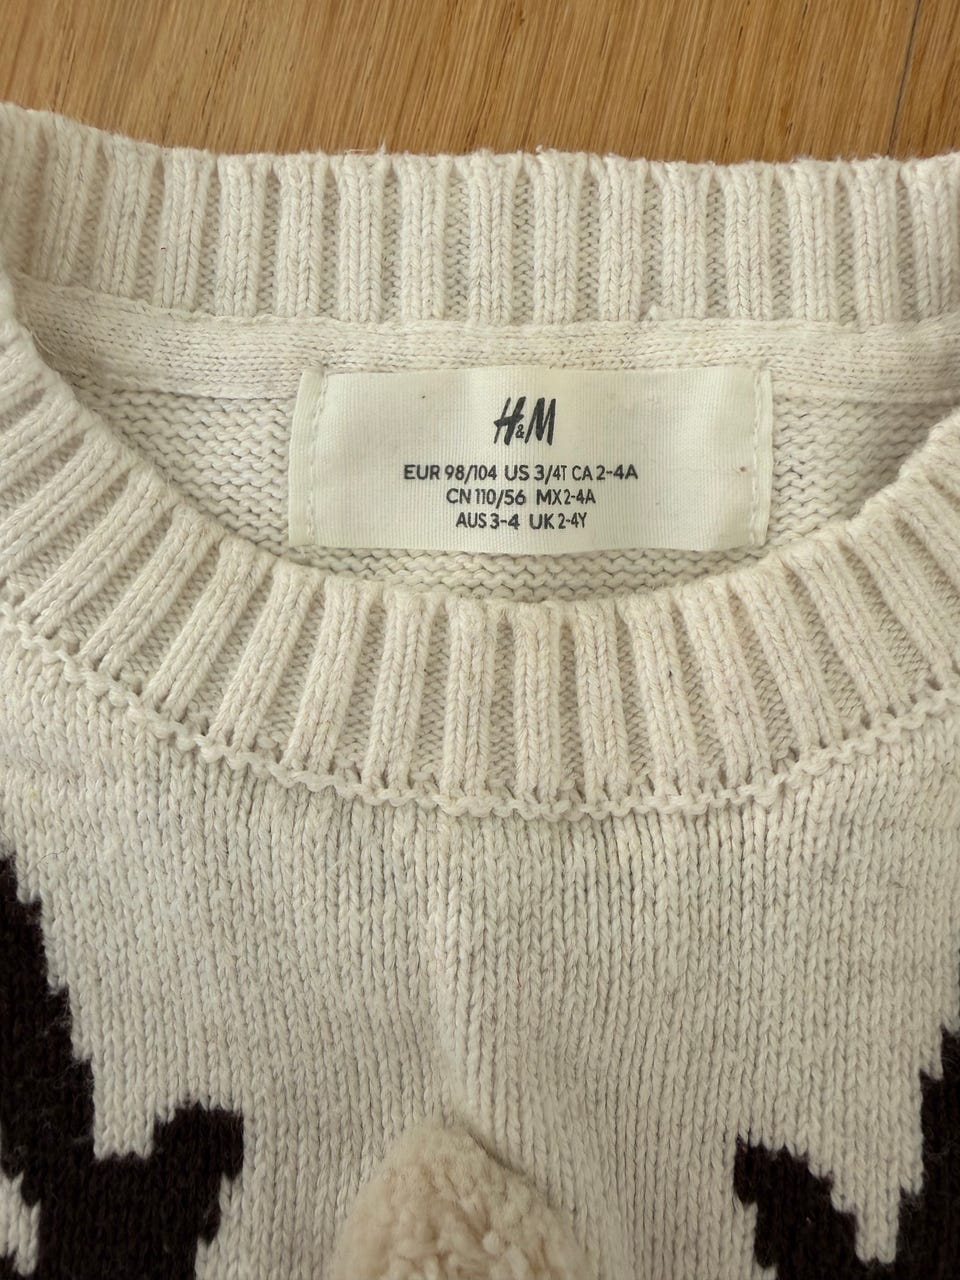 H&M
EUR 98/104 US 3/4T CA 2-4A
CN 110/56 MX 2-4A
AUS 3-4 UK 2-4Y